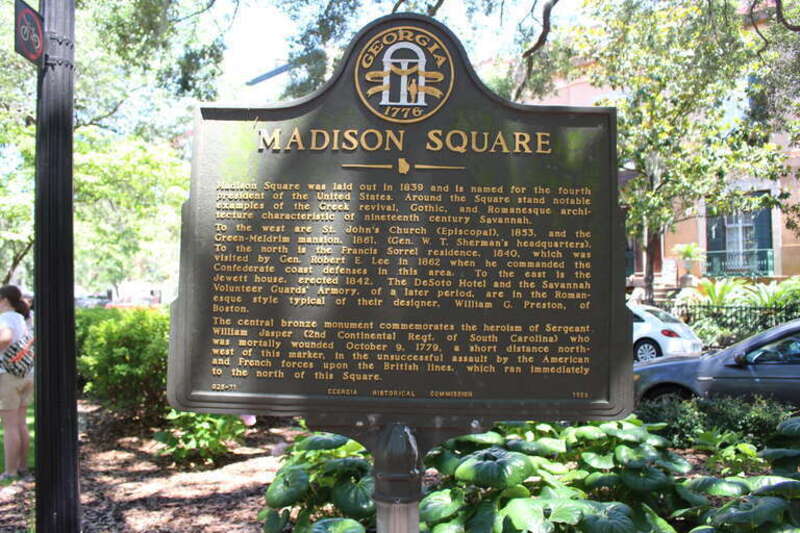 GEORGIA
1776
MADISON SQUARE
Madison Square was laid out in 1839 and is named for the fourth
president of the United States. Around the Square stand notable
examples of the Greek revival, Gothic, and Romanesque archi-
tecture characteristic of nineteenth century Savannah.
To the west are St. John's Church (Episcopal), 1853, and the
Green-Meldrim mansion, 1861, (Gen. W. T. Sherman's headquarters).
To the north is the Francis Sorrel residence, 1840, which was
visited by Gen. Robert E. Lee in 1862 when he commanded the
Confederate coast defenses in this area. To the east is the
Jewett house, erected 1842. The DeSoto Hotel and the Savannah
Volunteer Guards' Armory, of a later period, are in the Roman-
esque style typical of their designer, William G. Preston, of
Boston.
The central bronze monument commemorates the heroism of Sergeant
William Jasper (2nd Continental Regt. of South Carolina) who
was mortally wounded October 9, 1779, a short distance north-
west of this marker, in the unsuccessful assault by the American
and French forces upon the British lines, which ran immediately
to the north of this Square.
025-71 GEORGIA HISTORICAL COMMISSION 1959